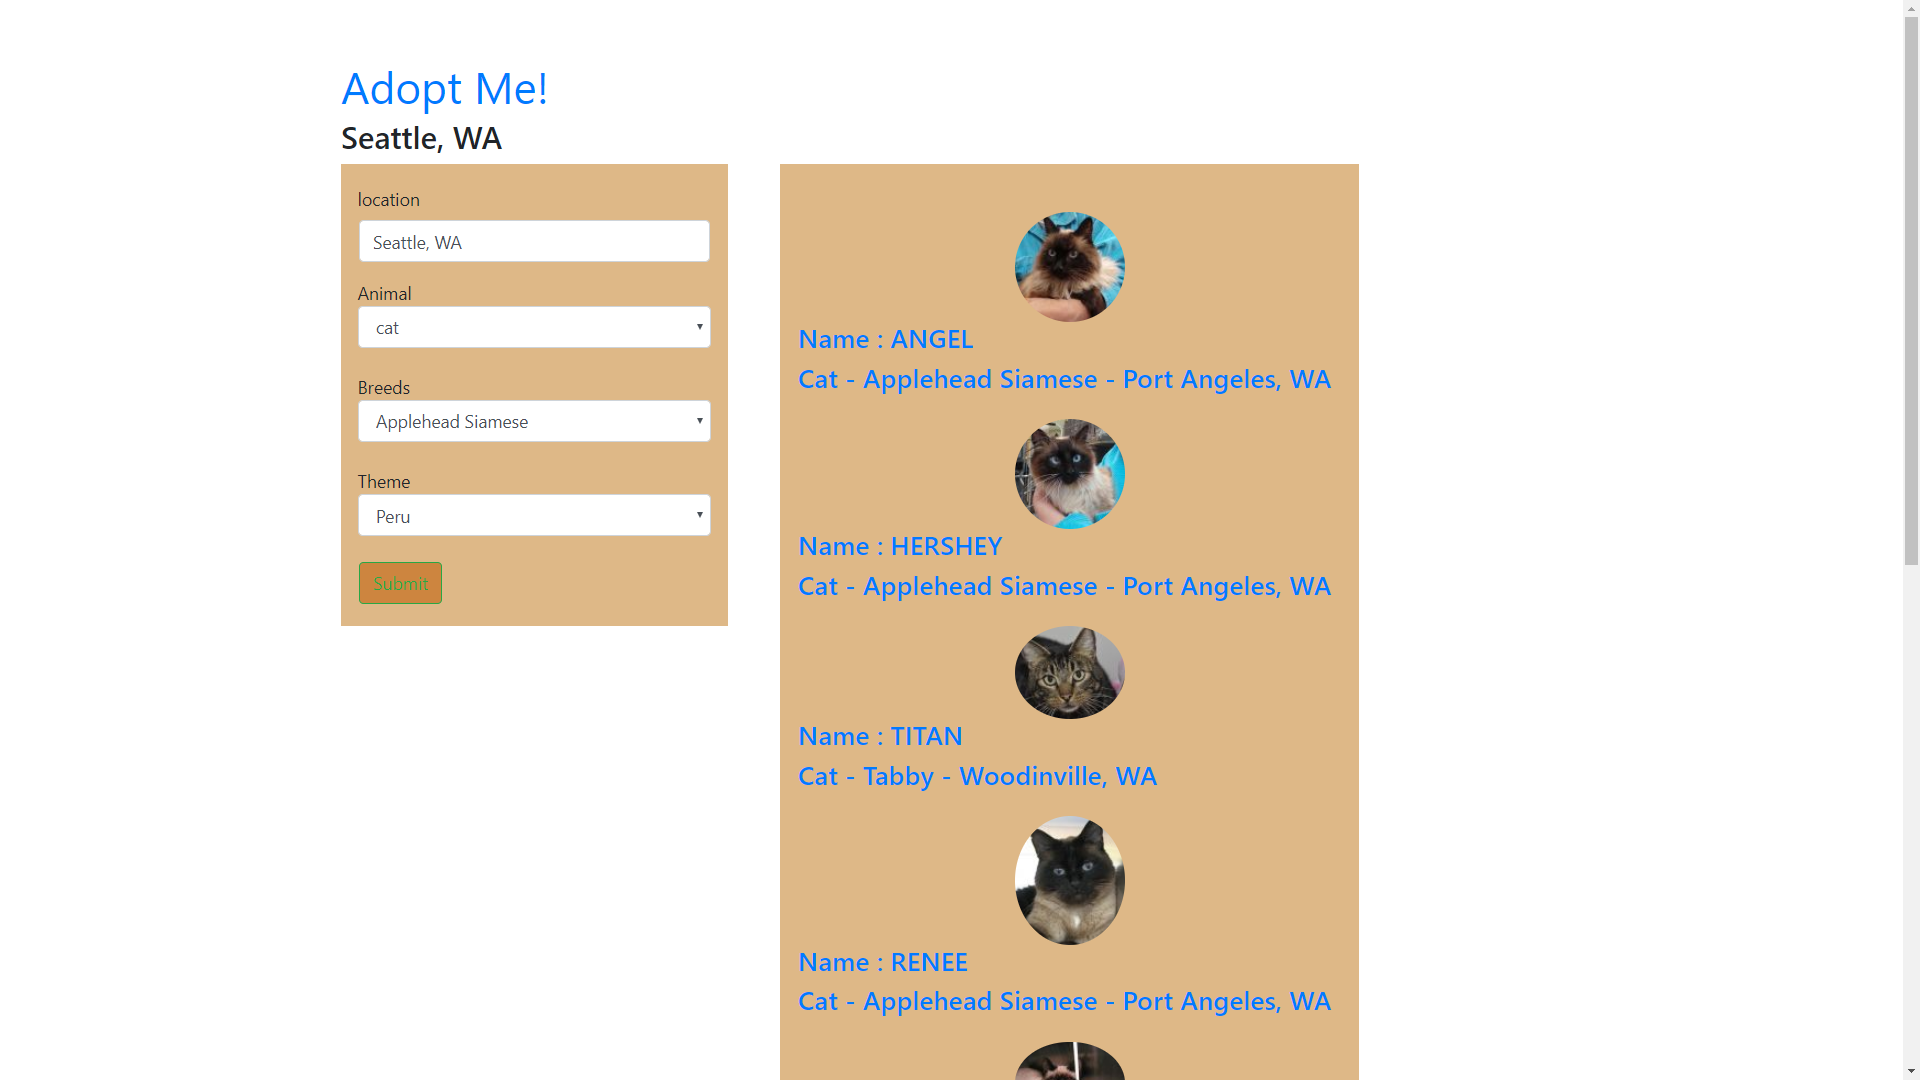 Adopt Me!
Seattle, WA
location
Seattle, WA
Animal
cat
Breeds
Applehead Siamese
Theme
Peru
Submit
Name : ANGEL
Cat - Applehead Siamese - Port Angeles, WA
Name : HERSHEY
Cat - Applehead Siamese - Port Angeles, WA
Name : TITAN
Cat - Tabby - Woodinville, WA
Name : RENEE
Cat - Applehead Siamese - Port Angeles, WA